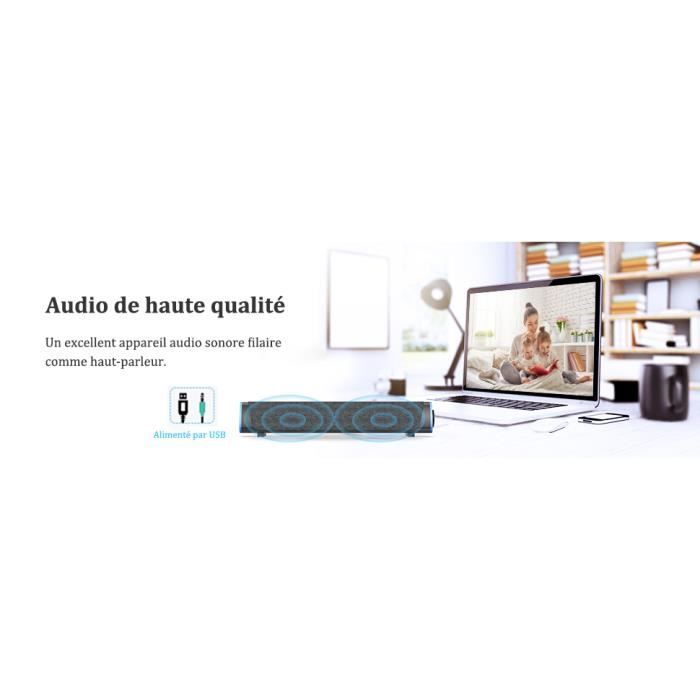 Audio de haute qualité
Un excellent appareil audio sonore filaire
comme haut-parleur.
Alimenté par USB